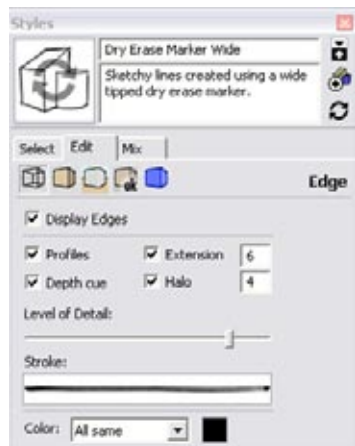 Styles
Dry Erase Marker Wide
Sketchy lines created using a wide
tipped dry erase marker.
Select Edit Mix
Edge
Display Edges
Profiles Extension 6
Depth cue Halo 4
Level of Detail:
Stroke:
Color: All same